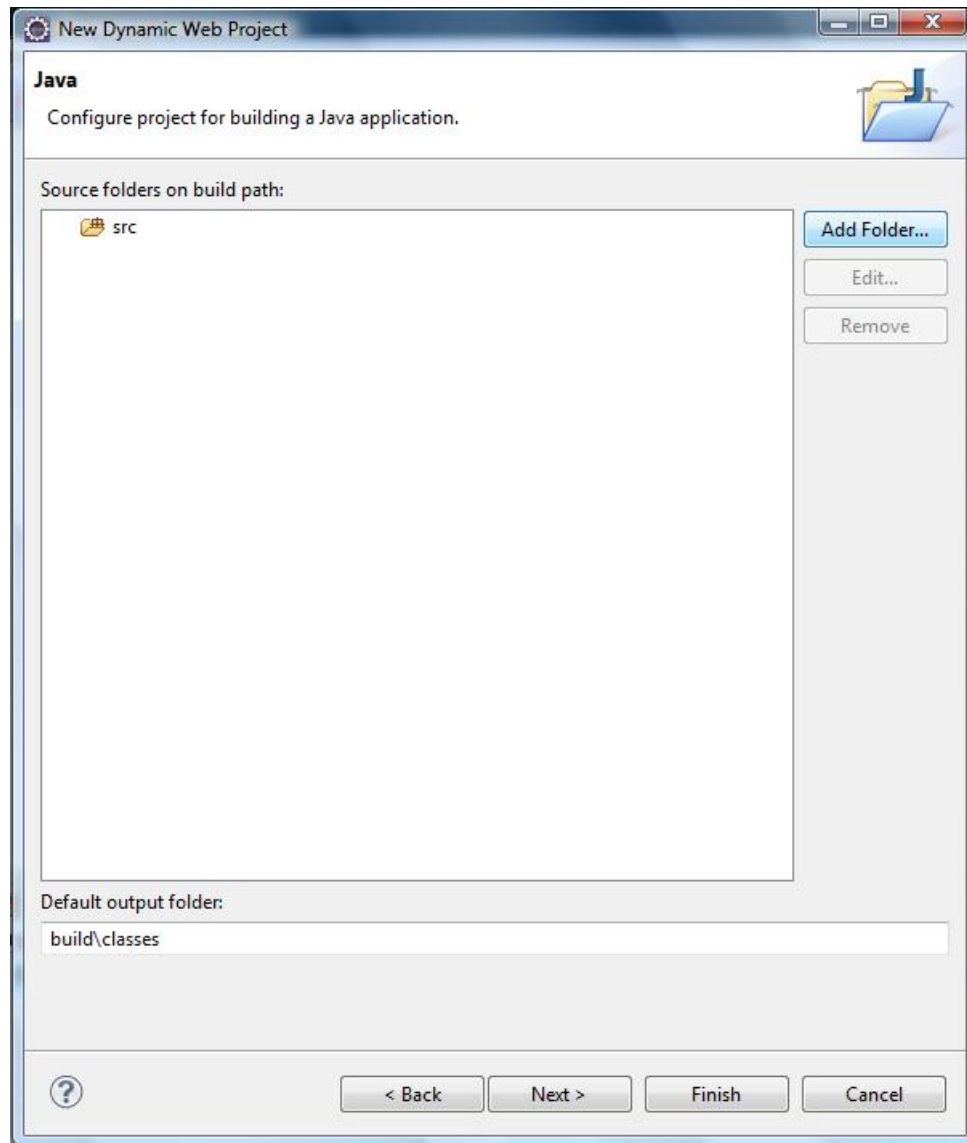 New Dynamic Web Project
Java
Configure project for building a Java application.
Source folders on build path:
src
Add Folder...
Edit...
Remove
Default output folder:
build\classes
?
< Back
Next >
Finish
Cancel